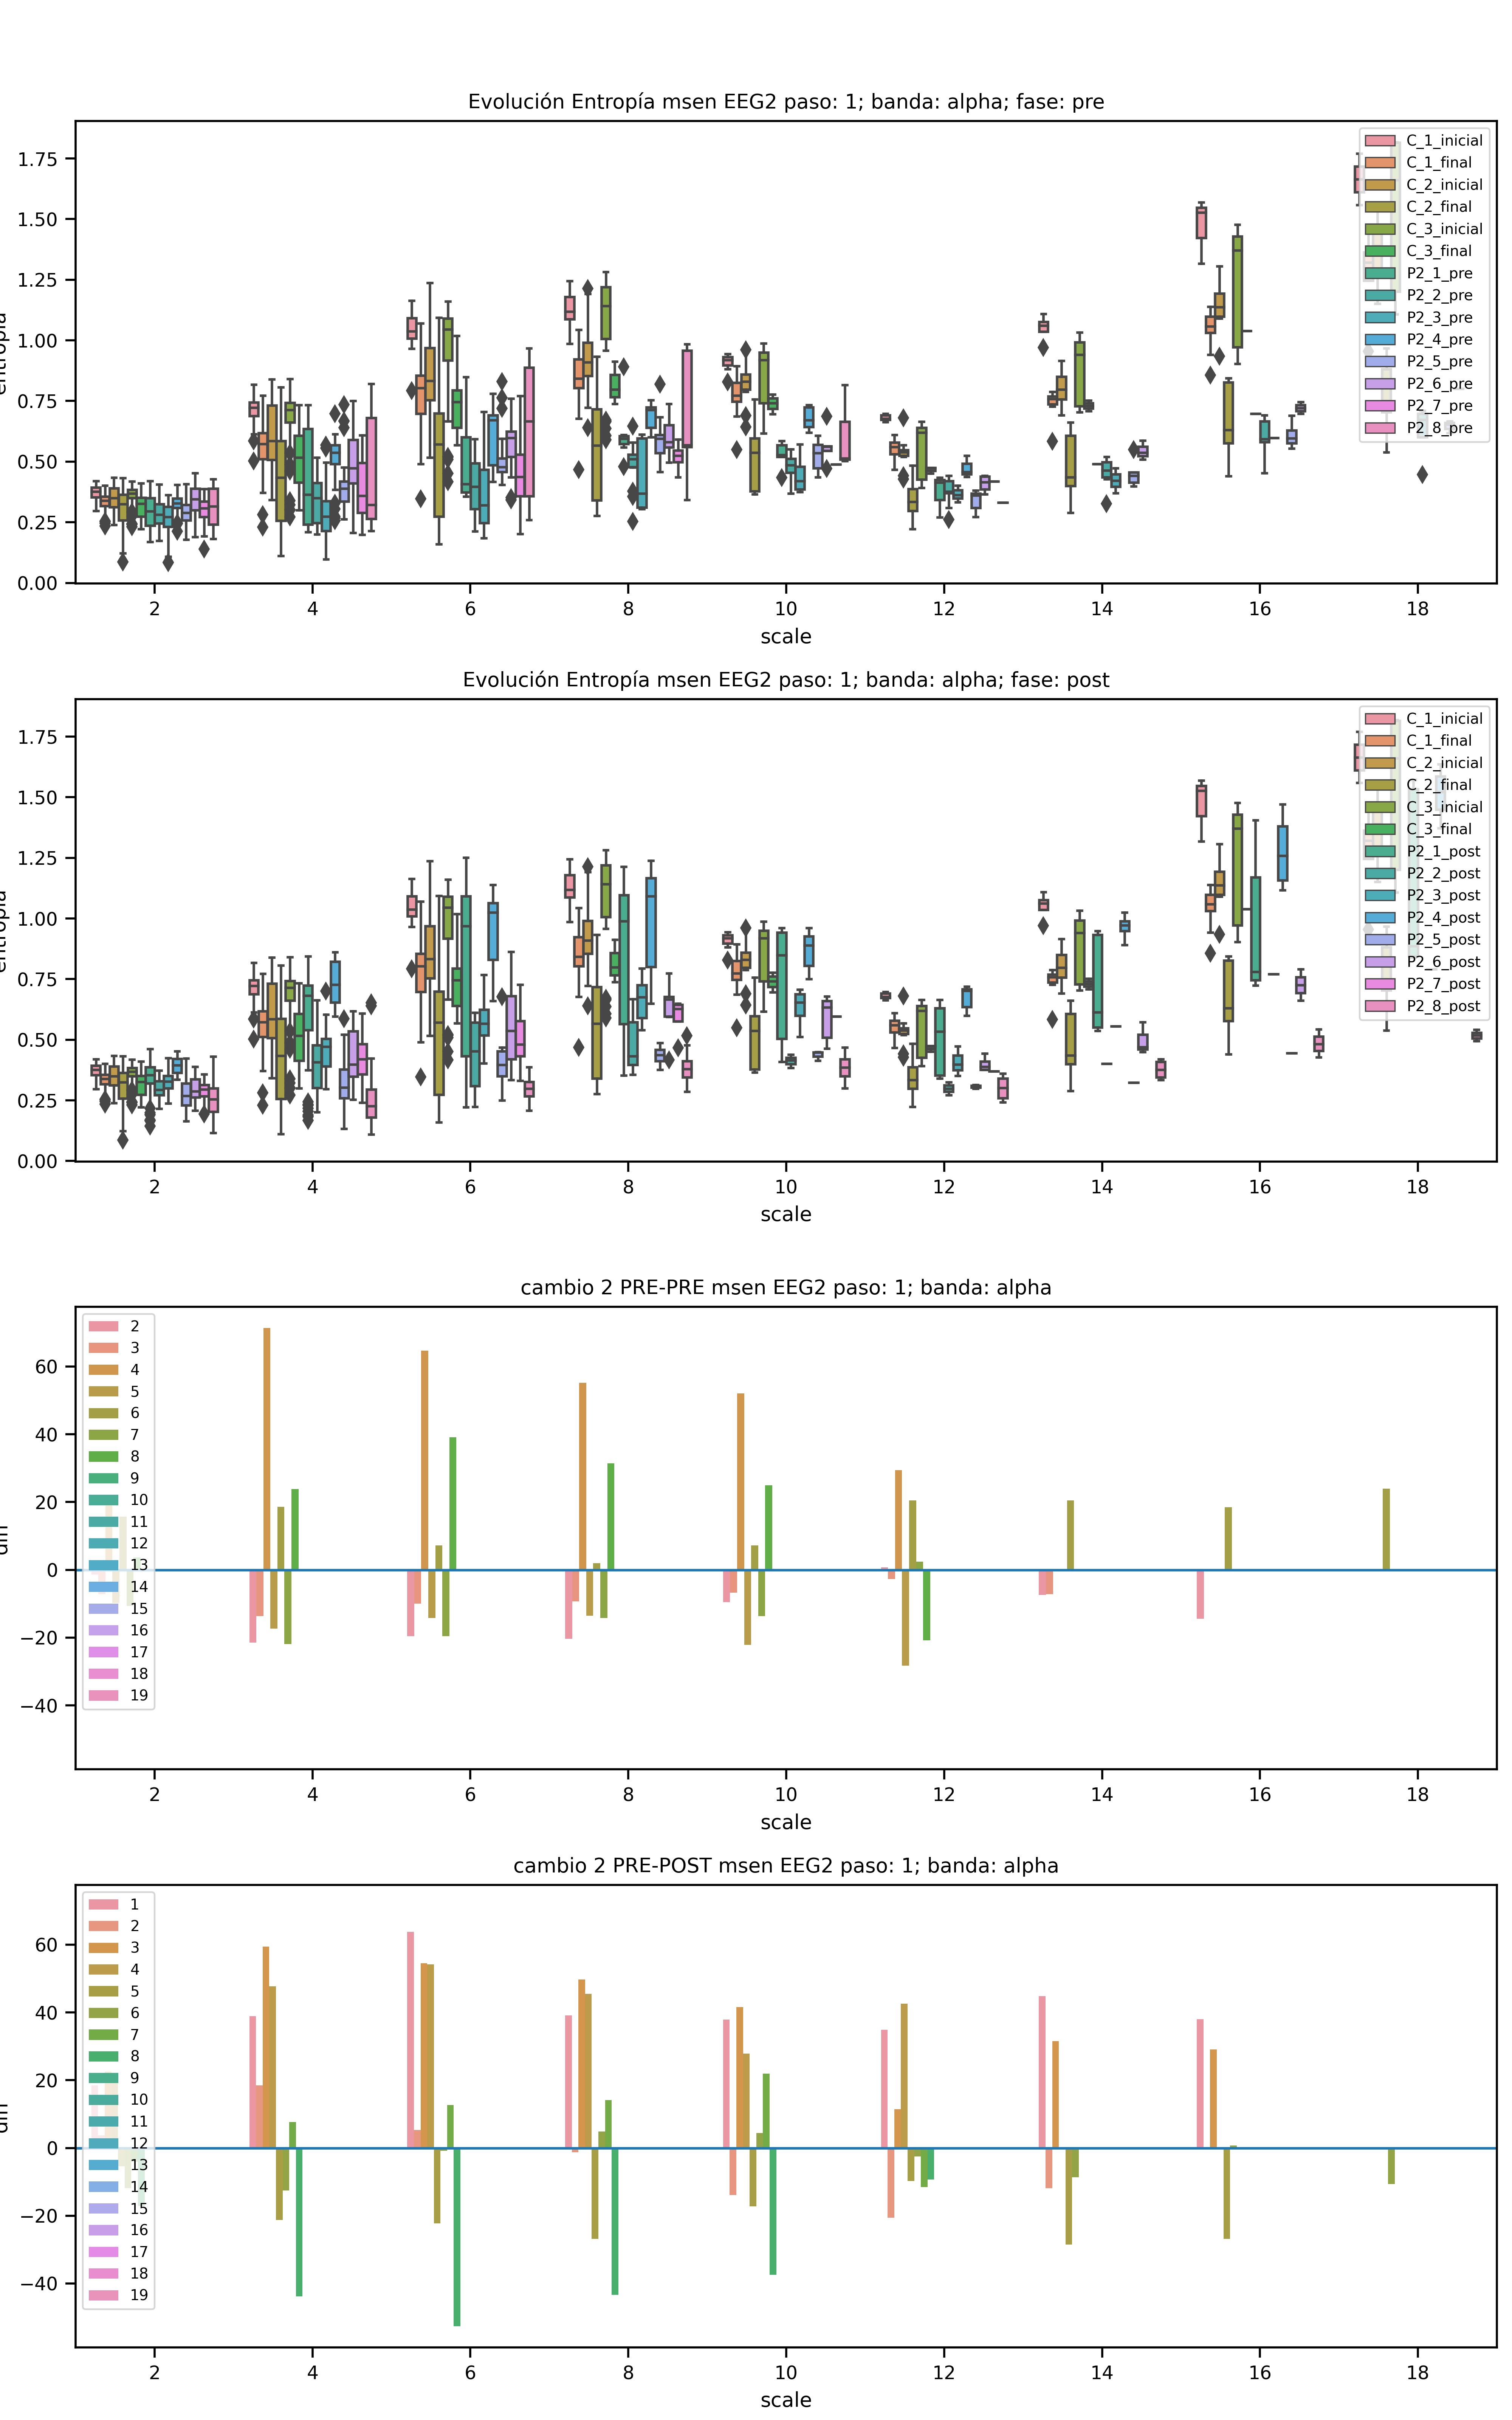 Evolución Entropía msen EEG2 paso: 1; banda: alpha; fase: pre
1.75
1.50
1.25
1.00
0.75
0.50
0.25
0.00
C_1_inicial
C_1_final
C_2_inicial
C_2_final
C_3_inicial
C_3_final
P2_1_pre
P2_2_pre
P2_3_pre
P2_4_pre
P2_5_pre
P2_6_pre
P2_7_pre
P2_8_pre
2 4 6 8 10 12 14 16 18
scale
Evolución Entropía msen EEG2 paso: 1; banda: alpha; fase: post
1.75
1.50
1.25
1.00
0.75
0.50
0.25
0.00
C_1_inicial
C_1_final
C_2_inicial
C_2_final
C_3_inicial
C_3_final
P2_1_post
P2_2_post
P2_3_post
P2_4_post
P2_5_post
P2_6_post
P2_7_post
P2_8_post
2 4 6 8 10 12 14 16 18
scale
cambio 2 PRE-PRE msen EEG2 paso: 1; banda: alpha
60
40
20
0
−20
−40
2
3
4
5
6
7
8
9
10
11
12
13
14
15
16
17
18
19
2 4 6 8 10 12 14 16 18
scale
cambio 2 PRE-POST msen EEG2 paso: 1; banda: alpha
60
40
20
0
−20
−40
1
2
3
4
5
6
7
8
9
10
11
12
13
14
15
16
17
18
19
2 4 6 8 10 12 14 16 18
scale